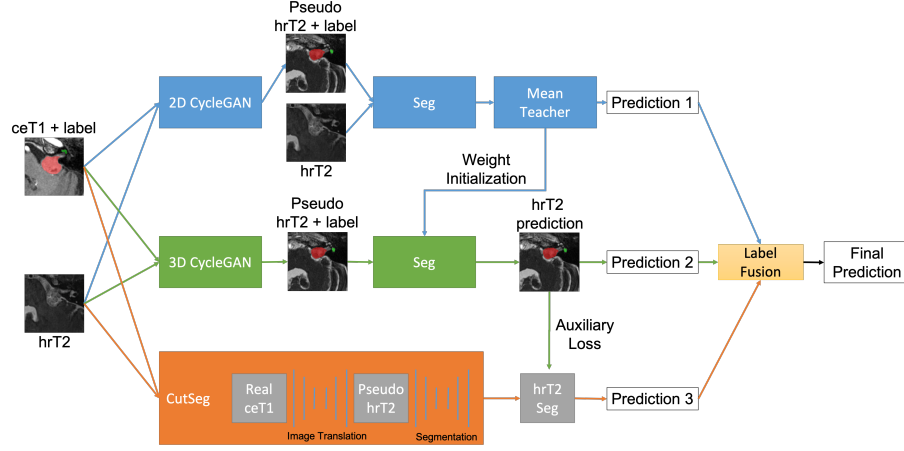 Pseudo
hrT2 + label
2D CycleGAN
Seg
Mean
Teacher
Prediction 1
ceT1 + label
hrT2
Weight
Initialization
Pseudo
hrT2 + label
hrT2
prediction
3D CycleGAN
Seg
Prediction 2
Label
Fusion
Final
Prediction
hrT2
Auxiliary
Loss
CutSeg
Real
ceT1
Pseudo
hrT2
Image Translation
Segmentation
hrT2
Seg
Prediction 3